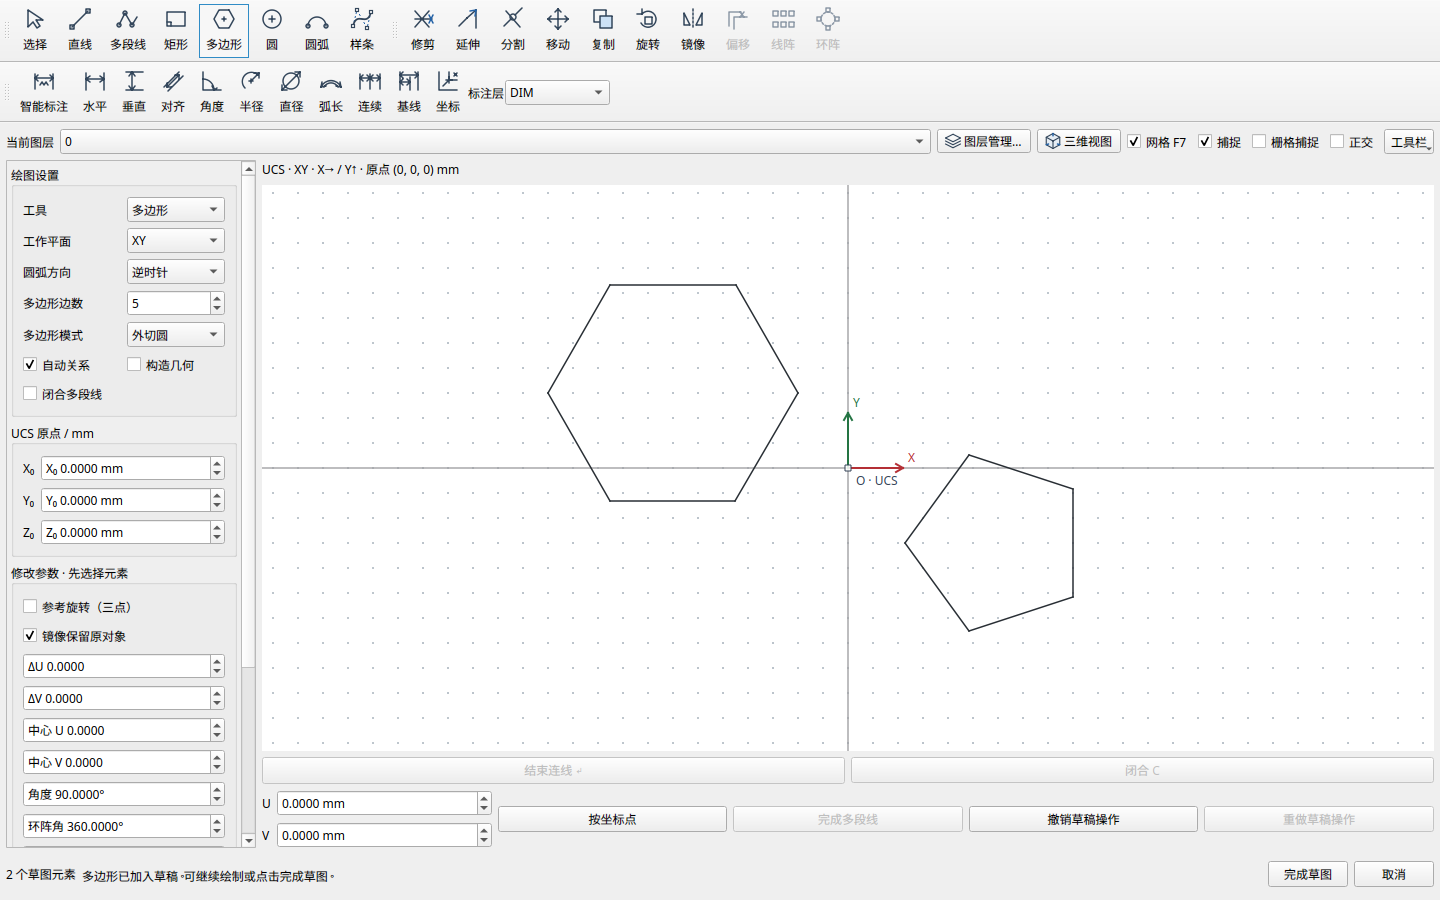 选择 直线 多段线 矩形 多边形 圆 圆弧 样条 修剪 延伸 分割 移动 复制 旋转 镜像 偏移 线阵 环阵
智能标注 水平 垂直 对齐 角度 半径 直径 弧长 连续 基线 坐标 标注层 DIM
当前图层 0 图层管理... 三维视图 网格 F7 捕捉 栅格捕捉 正交 工具栏
绘图设置
工具 多边形
工作平面 XY
圆弧方向 逆时针
多边形边数 5
多边形模式 外切圆
自动关系 构造几何
闭合多段线
UCS 原点 / mm
X₀ X₀ 0.0000 mm
Y₀ Y₀ 0.0000 mm
Z₀ Z₀ 0.0000 mm
修改参数 · 先选择元素
参考旋转（三点）
镜像保留原对象
ΔU 0.0000
ΔV 0.0000
中心 U 0.0000
中心 V 0.0000
角度 90.0000°
环阵角 360.0000°
UCS · XY · X→ / Y↑ · 原点 (0, 0, 0) mm
Y
X
O · UCS
结束连线 ↲ 闭合 C
U 0.0000 mm
V 0.0000 mm
按坐标点 完成多段线 撤销草稿操作 重做草稿操作
2 个草图元素 多边形已加入草稿。可继续绘制或点击完成草图。
完成草图 取消